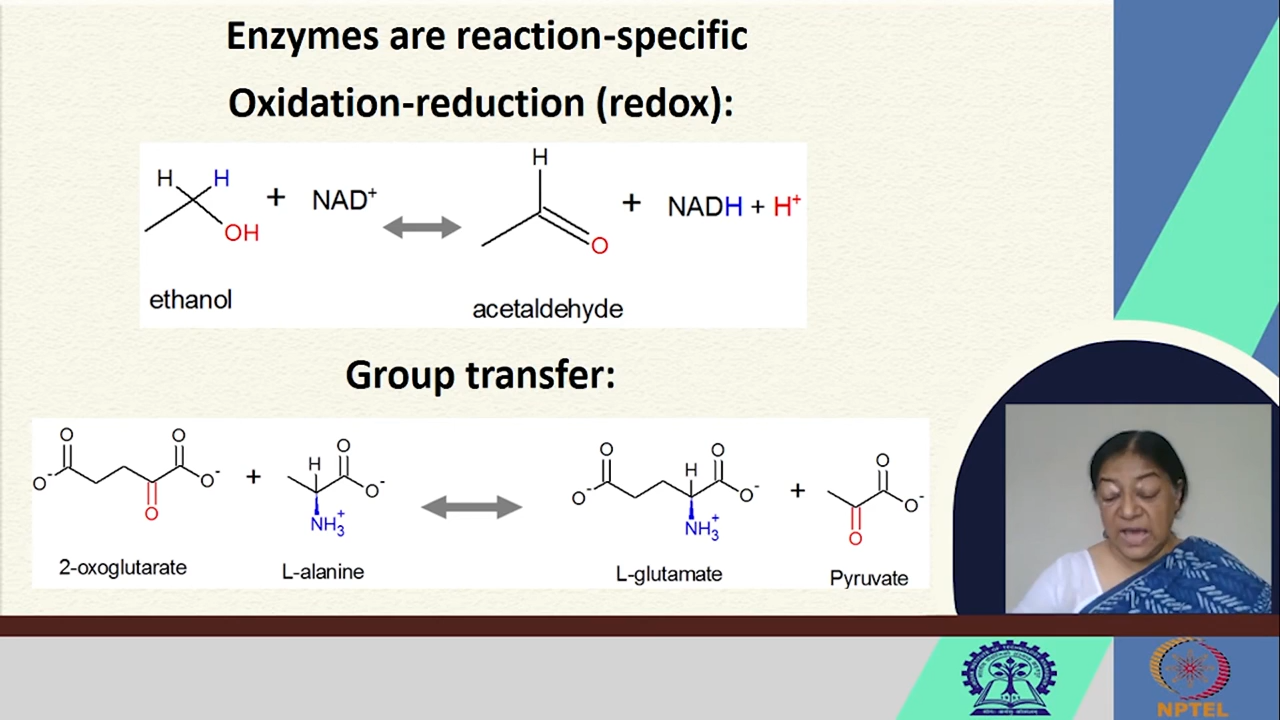 Enzymes are reaction-specific
Oxidation-reduction (redox):
H H OH + NAD⁺ H O + NADH + H⁺
ethanol acetaldehyde
Group transfer:
O O⁻ O O⁻ O + H O O⁻ NH₃⁺ O O⁻ H O O⁻ NH₃⁺ + O O⁻ O
2-oxoglutarate L-alanine L-glutamate Pyruvate
NPTEL